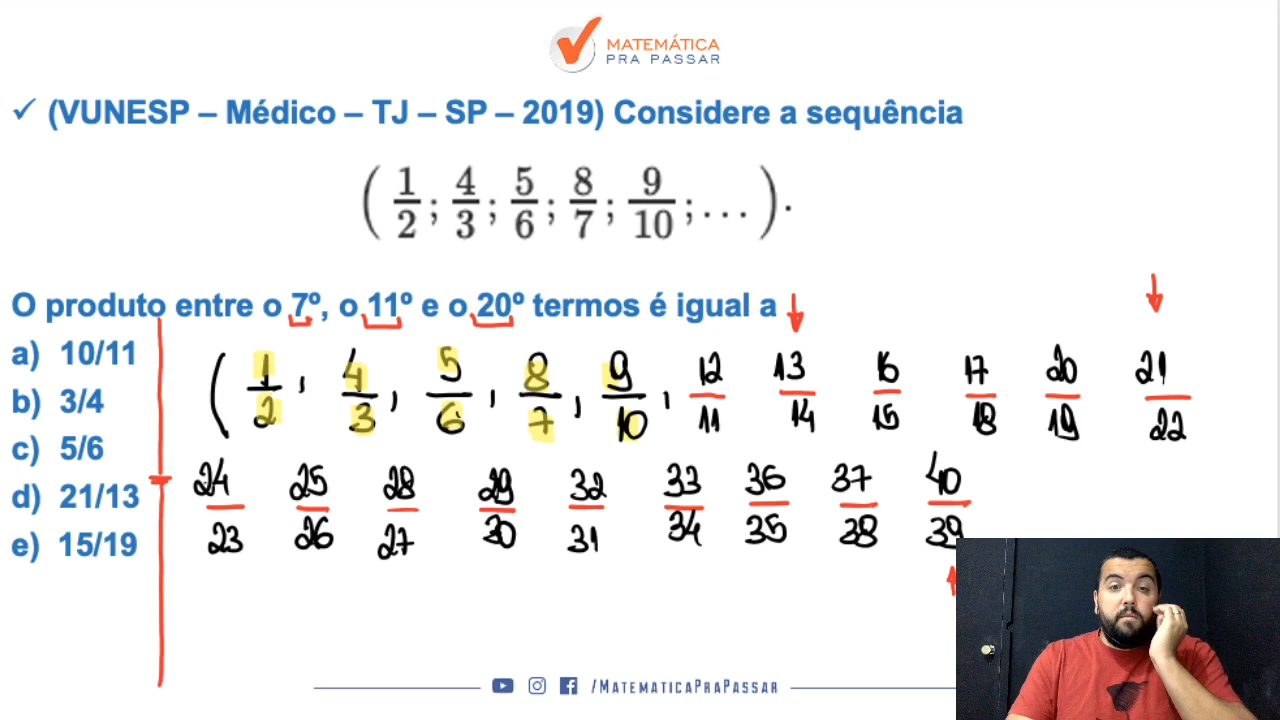 MATEMÁTICA
PRA PASSAR
✓ (VUNESP – Médico – TJ – SP – 2019) Considere a sequência
( 1/2; 4/3; 5/6; 8/7; 9/10; ... ).
O produto entre o 7º, o 11º e o 20º termos é igual a
a) 10/11
b) 3/4
c) 5/6
d) 21/13
e) 15/19
( 1/2, 4/3, 5/6, 8/7, 9/10, 12/11 13/14 16/15 17/18 20/19 21/22
24/23 25/26 28/27 29/30 32/31 33/34 36/35 37/38 40/39
/MATEMATICAPRAPASSAR